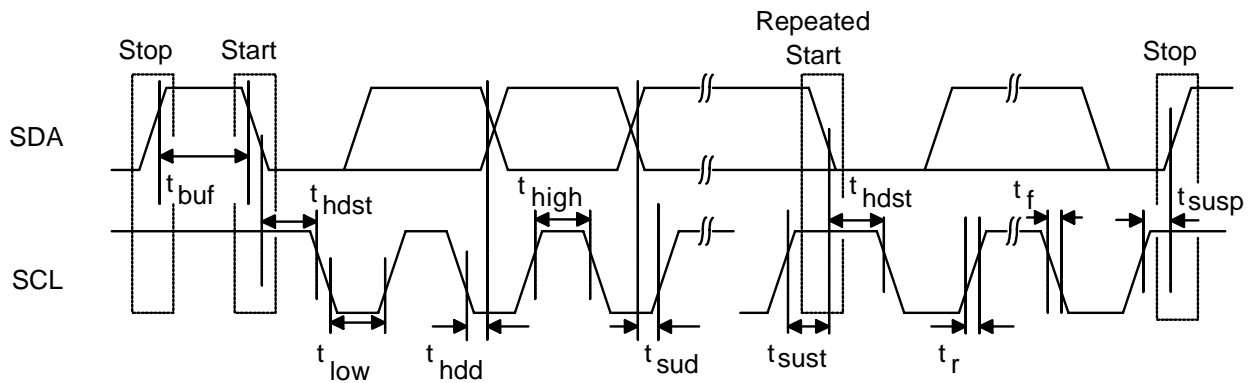 Repeated
Stop Start Start Stop
SDA
t buf t hdst t high t hdst t f t susp
SCL
t low t hdd t sud t sust t r